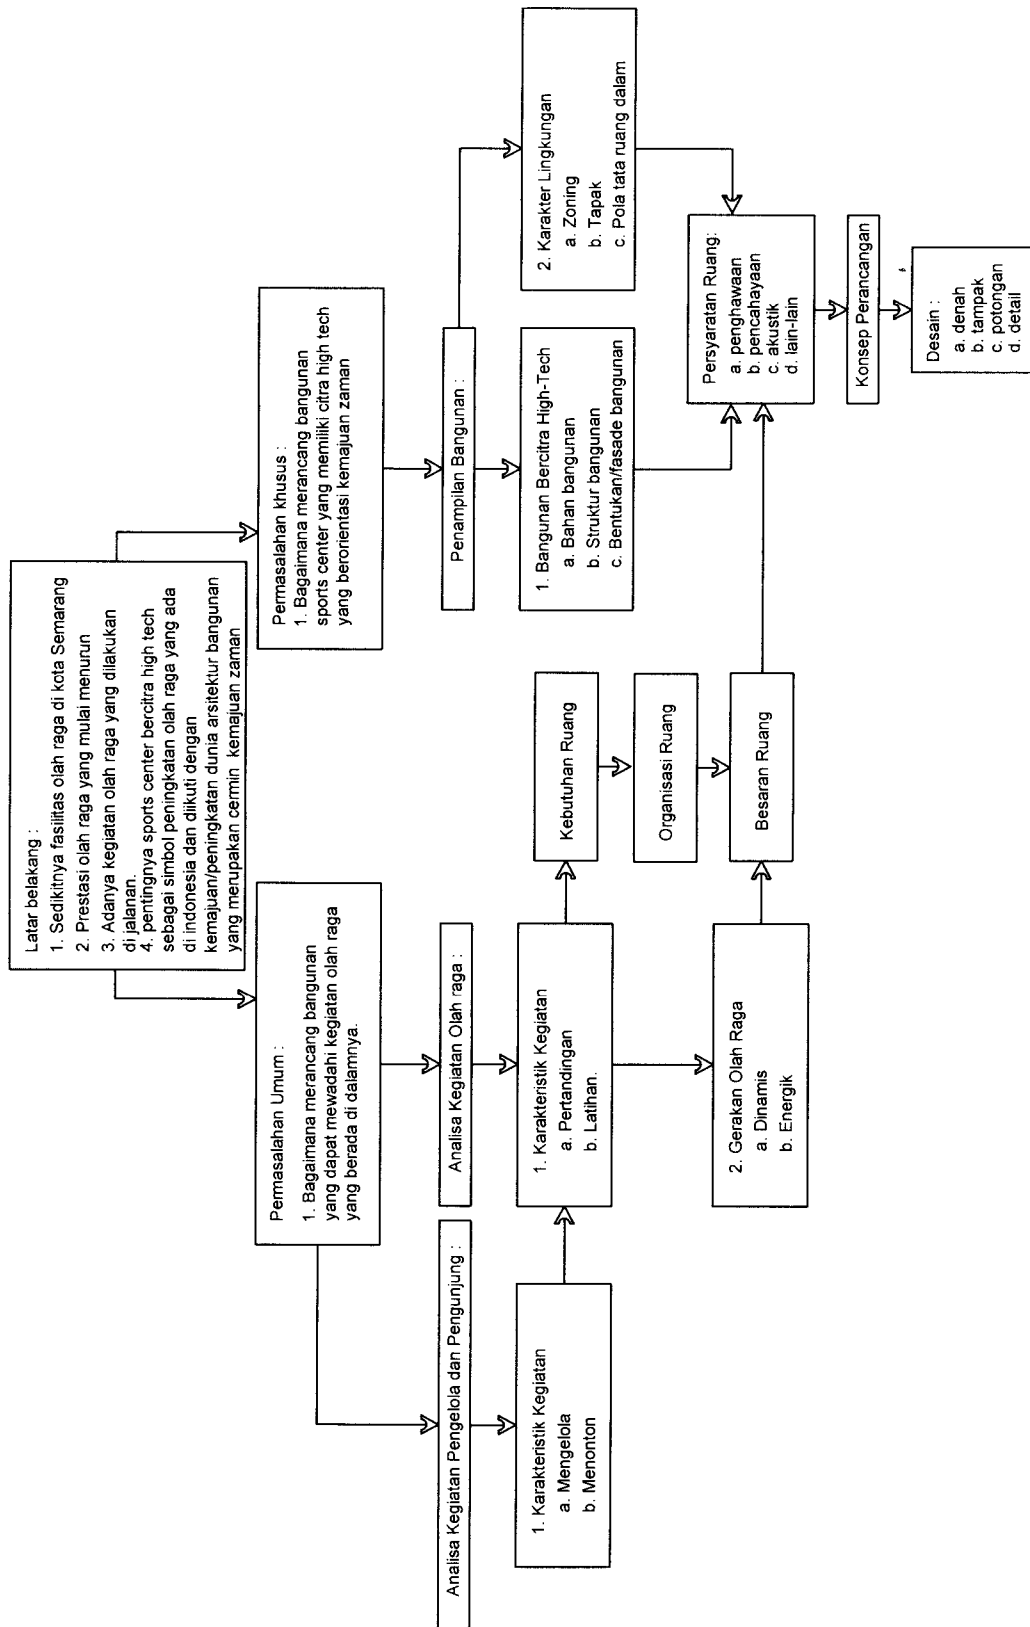 Latar belakang :
1. Sedikitnya fasilitas olah raga di kota Semarang
2. Prestasi olah raga yang mulai menurun
3. Adanya kegiatan olah raga yang dilakukan
di jalanan.
4. pentingnya sports center bercitra high tech
sebagai simbol peningkatan olah raga yang ada
di indonesia dan diikuti dengan
kemajuan/peningkatan dunia arsitektur bangunan
yang merupakan cermin kemajuan zaman
Permasalahan Umum :
1. Bagaimana merancang bangunan
yang dapat mewadahi kegiatan olah raga
yang berada di dalamnya.
Permasalahan khusus :
1. Bagaimana merancang bangunan
sports center yang memiliki citra high tech
yang berorientasi kemajuan zaman
Analisa Kegiatan Pengelola dan Pengunjung :
Analisa Kegiatan Olah raga :
Penampilan Bangunan :
1. Karakteristik Kegiatan
a. Mengelola
b. Menonton
1. Karakteristik Kegiatan
a. Pertandingan
b. Latihan.
Kebutuhan Ruang
1. Bangunan Bercitra High-Tech
a. Bahan bangunan
b. Struktur bangunan
c. Bentukan/fasade bangunan
2. Karakter Lingkungan
a. Zoning
b. Tapak
c. Pola tata ruang dalam
Organisasi Ruang
2. Gerakan Olah Raga
a. Dinamis
b. Energik
Besaran Ruang
Persyaratan Ruang:
a. penghawaan
b. pencahayaan
c. akustik
d. lain-lain
Konsep Perancangan
Desain :
a. denah
b. tampak
c. potongan
d. detail